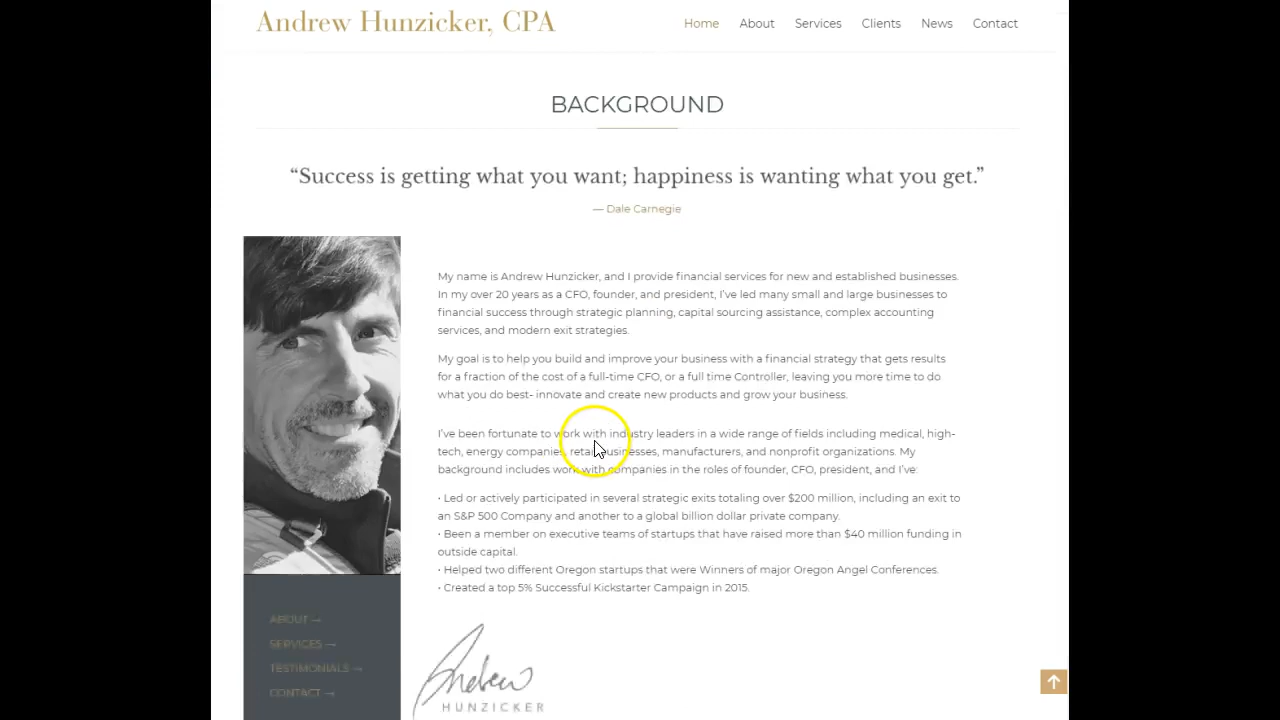 Andrew Hunzicker, CPA
Home About Services Clients News Contact
BACKGROUND
“Success is getting what you want; happiness is wanting what you get.”
— Dale Carnegie
My name is Andrew Hunzicker, and I provide financial services for new and established businesses.
In my over 20 years as a CFO, founder, and president, I’ve led many small and large businesses to
financial success through strategic planning, capital sourcing assistance, complex accounting
services, and modern exit strategies.
My goal is to help you build and improve your business with a financial strategy that gets results
for a fraction of the cost of a full-time CFO, or a full time Controller, leaving you more time to do
what you do best- innovate and create new products and grow your business.
I’ve been fortunate to work with industry leaders in a wide range of fields including medical, high-
tech, energy companies, retail businesses, manufacturers, and nonprofit organizations. My
background includes work with companies in the roles of founder, CFO, president, and I’ve:
• Led or actively participated in several strategic exits totaling over $200 million, including an exit to
an S&P 500 Company and another to a global billion dollar private company.
• Been a member on executive teams of startups that have raised more than $40 million funding in
outside capital.
• Helped two different Oregon startups that were Winners of major Oregon Angel Conferences.
• Created a top 5% Successful Kickstarter Campaign in 2015.
ABOUT →
SERVICES →
TESTIMONIALS →
CONTACT →
Andrew
HUNZICKER